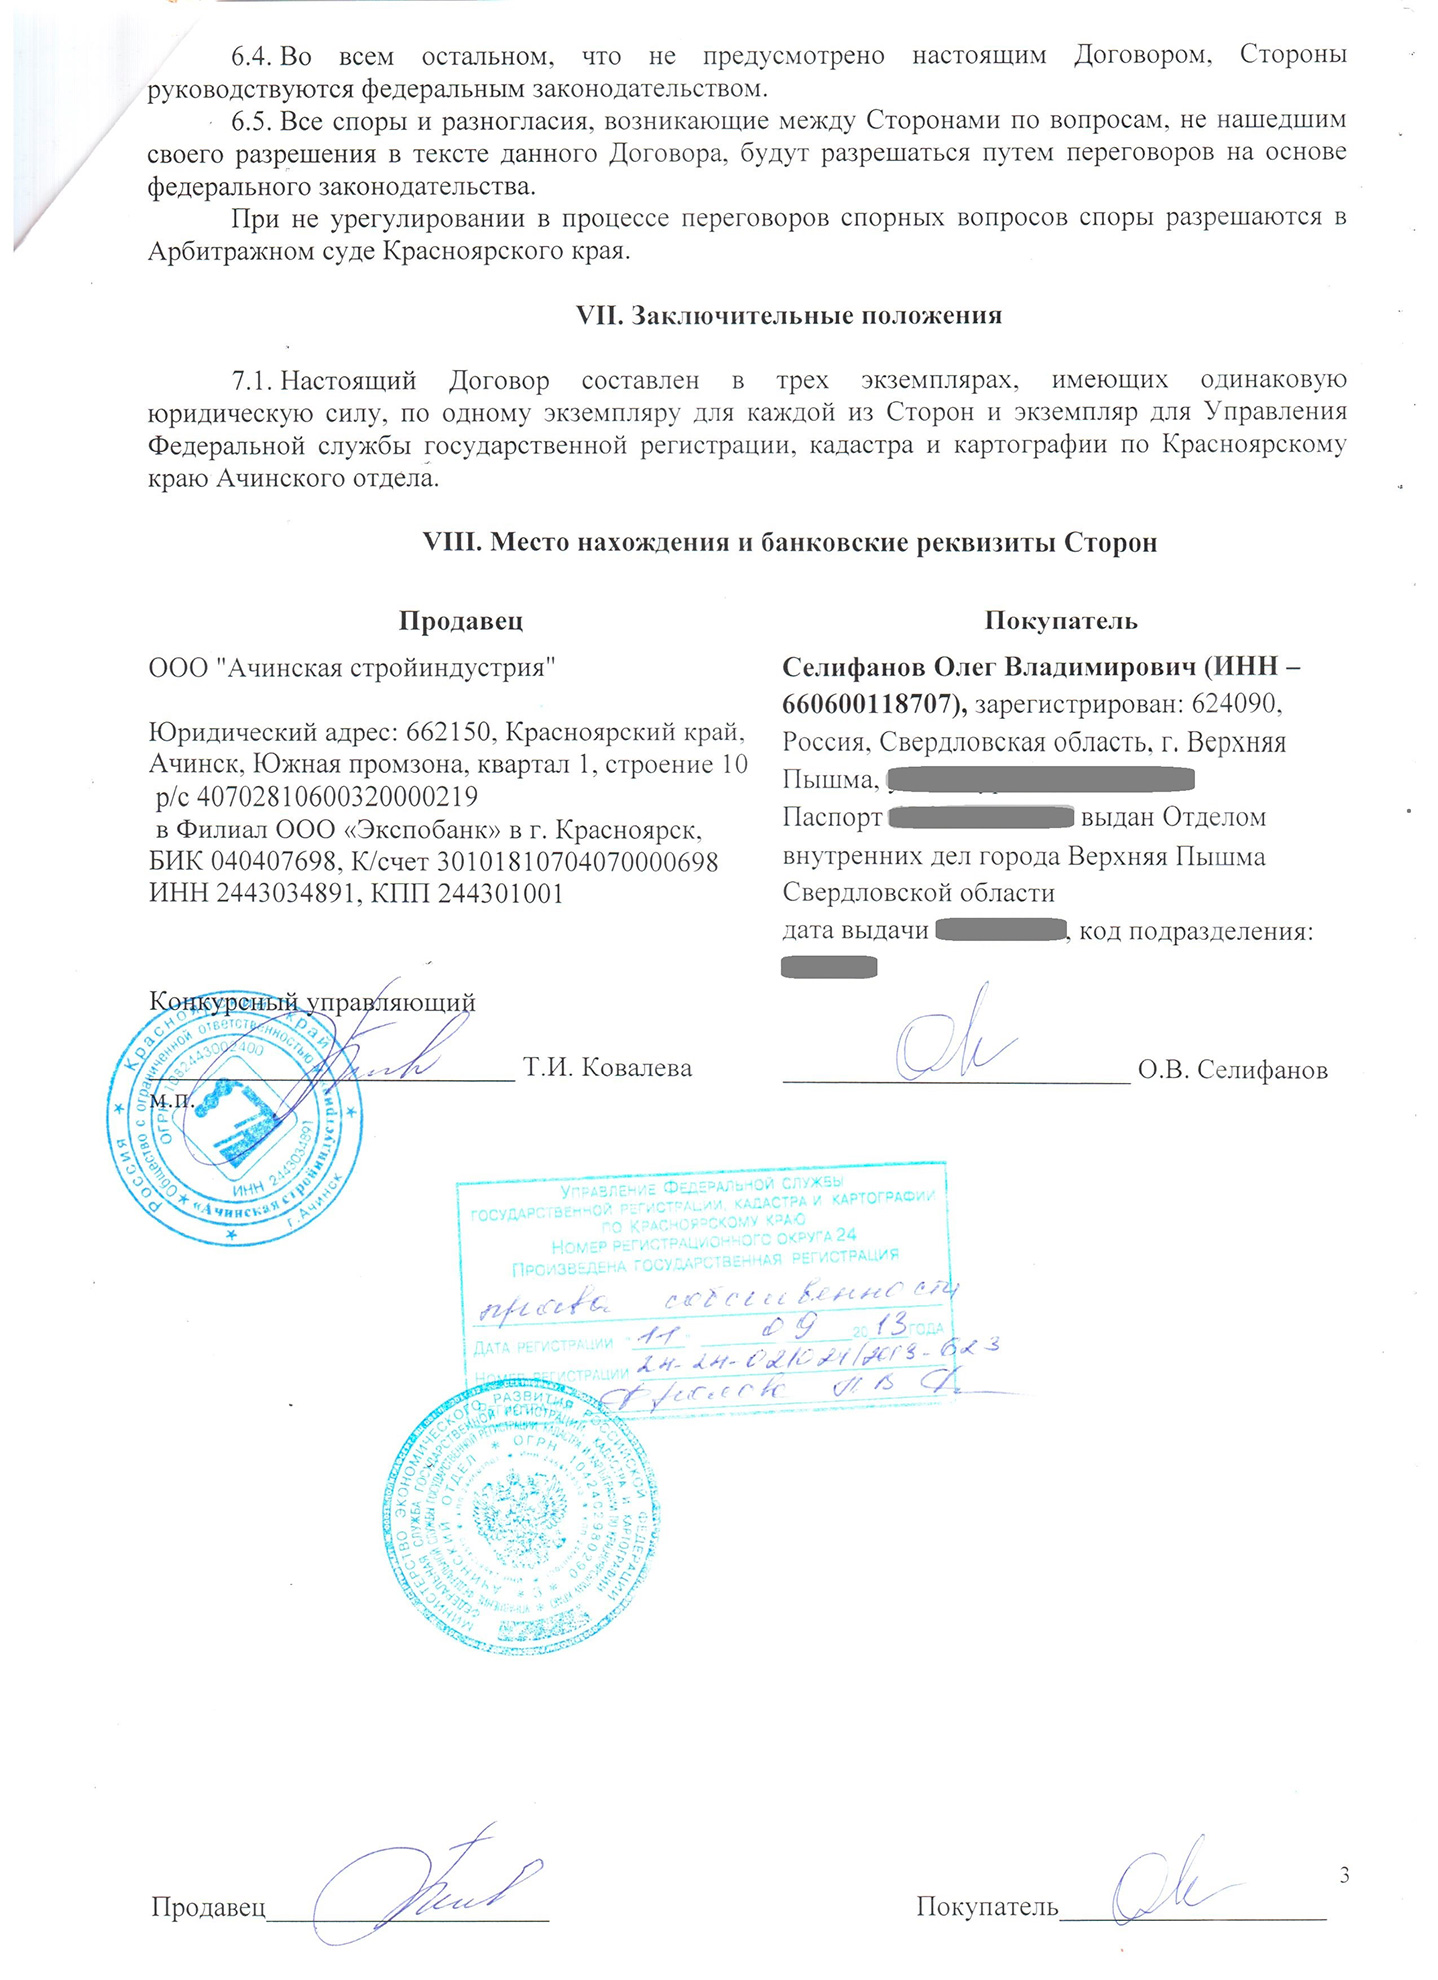 6.4. Во всем остальном, что не предусмотрено настоящим Договором, Стороны
руководствуются федеральным законодательством.
6.5. Все споры и разногласия, возникающие между Сторонами по вопросам, не нашедшим
своего разрешения в тексте данного Договора, будут разрешаться путем переговоров на основе
федерального законодательства.
При не урегулировании в процессе переговоров спорных вопросов споры разрешаются в
Арбитражном суде Красноярского края.
VII. Заключительные положения
7.1. Настоящий Договор составлен в трех экземплярах, имеющих одинаковую
юридическую силу, по одному экземпляру для каждой из Сторон и экземпляр для Управления
Федеральной службы государственной регистрации, кадастра и картографии по Красноярскому
краю Ачинского отдела.
VIII. Место нахождения и банковские реквизиты Сторон
Продавец
ООО "Ачинская стройиндустрия"
Юридический адрес: 662150, Красноярский край,
Ачинск, Южная промзона, квартал 1, строение 10
р/с 40702810600320000219
в Филиал ООО «Экспобанк» в г. Красноярск,
БИК 040407698, К/счет 30101810704070000698
ИНН 2443034891, КПП 244301001
Конкурсный управляющий
Т.И. Ковалева
м.п.
Покупатель
Селифанов Олег Владимирович (ИНН –
660600118707), зарегистрирован: 624090,
Россия, Свердловская область, г. Верхняя
Пышма,
Паспорт выдан Отделом
внутренних дел города Верхняя Пышма
Свердловской области
дата выдачи , код подразделения:
О.В. Селифанов
Россия ★ Красноярский край ★ г.Ачинск ★
Общество с ограниченной ответственностью ★ «Ачинская стройиндустрия» ★
ОГРН 1062443002400
ИНН 2443034891
Управление Федеральной службы
государственной регистрации, кадастра и картографии
по Красноярскому краю
Номер регистрационного округа 24
Произведена государственная регистрация
права собственности
Дата регистрации "11" 09 2013 года
Номер регистрации 24-24-02/021/2013-623
МИНИСТЕРСТВО ЭКОНОМИЧЕСКОГО РАЗВИТИЯ РОССИЙСКОЙ ФЕДЕРАЦИИ
ФЕДЕРАЛЬНАЯ СЛУЖБА ГОСУДАРСТВЕННОЙ РЕГИСТРАЦИИ, КАДАСТРА И КАРТОГРАФИИ
АЧИНСКИЙ ОТДЕЛ * ОГРН 1042402980290 * 3 *
3
Продавец
Покупатель